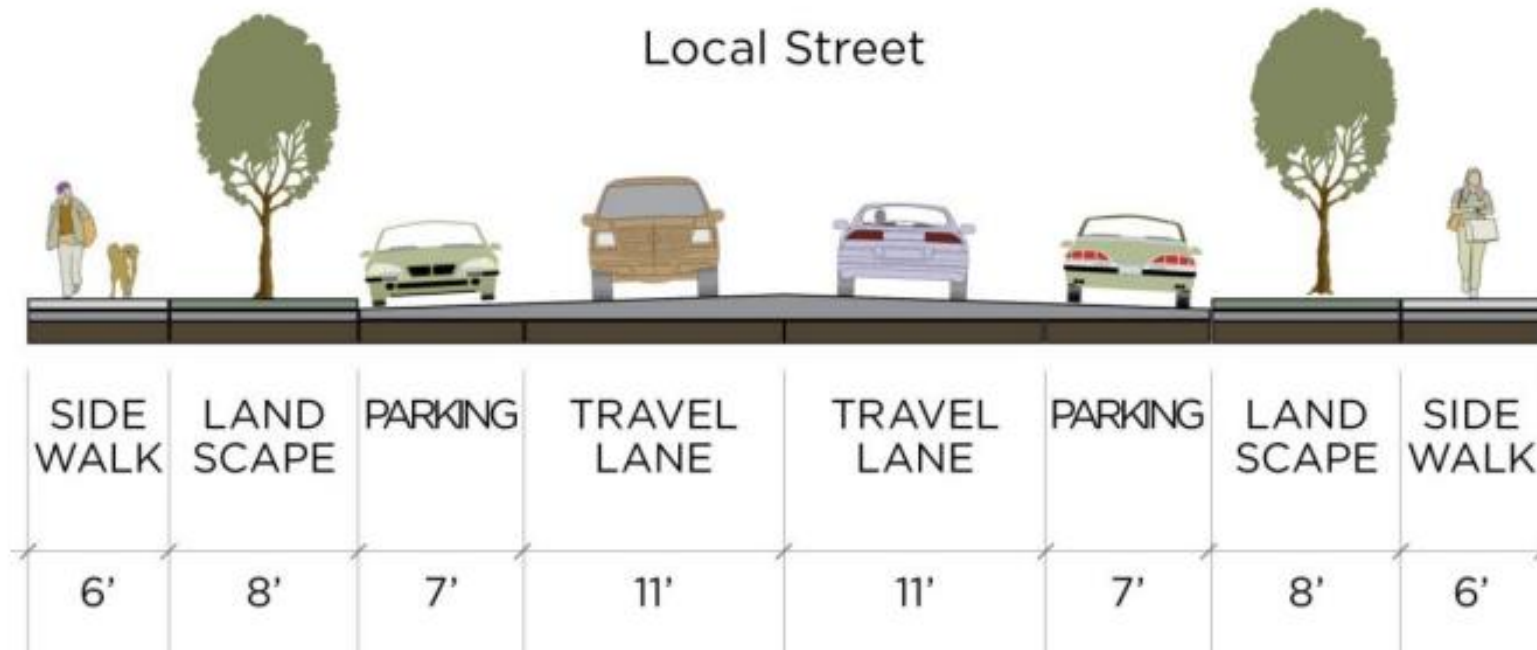 Local Street
SIDE
WALK
LAND
SCAPE
PARKING
TRAVEL
LANE
TRAVEL
LANE
PARKING
LAND
SCAPE
SIDE
WALK
6’
8’
7’
11’
11’
7’
8’
6’